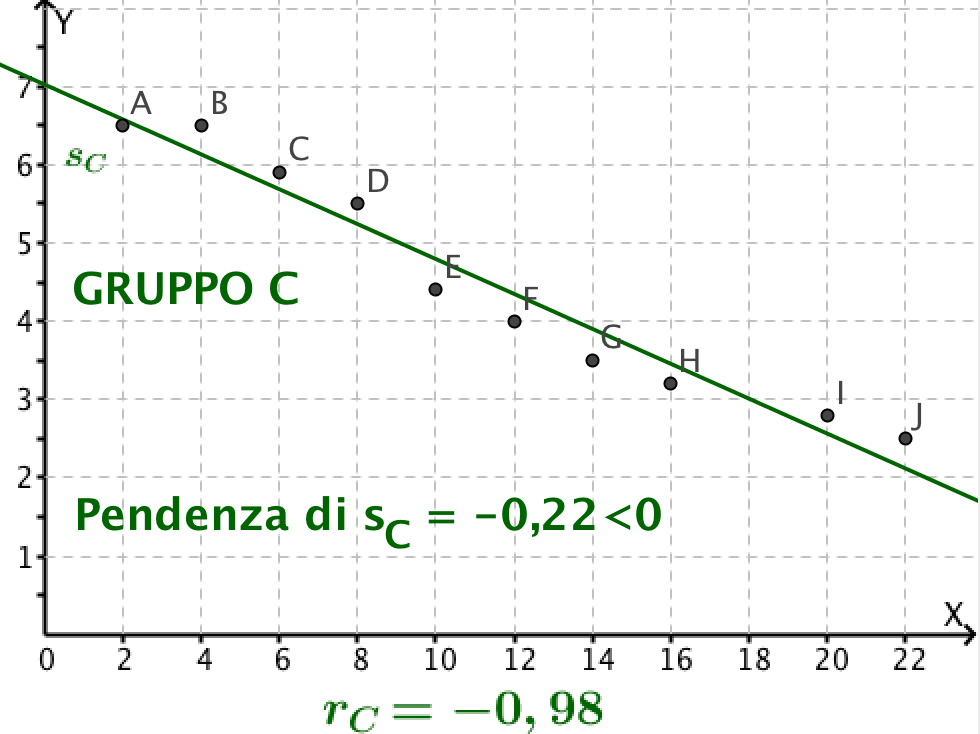 Y
7
A
B
6
s_C
C
D
5
E
GRUPPO C
F
4
G
H
3
I
J
2
Pendenza di s_C = -0,22<0
1
X
0 2 4 6 8 10 12 14 16 18 20 22
r_C = −0, 98